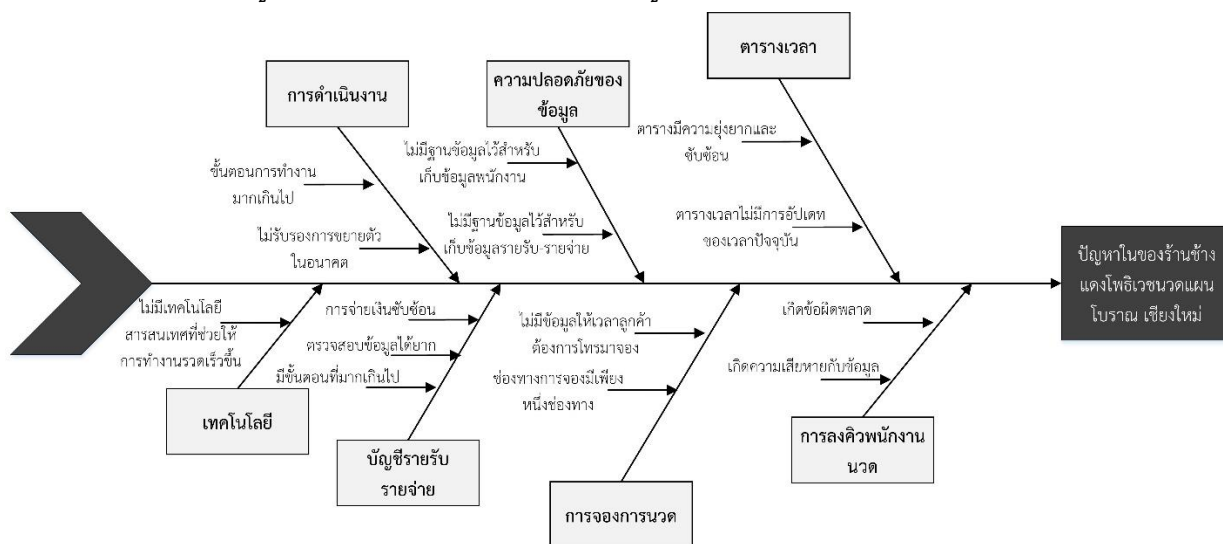 ตารางเวลา
การดำเนินงาน
ความปลอดภัยของ
ข้อมูล
ตารางมีความยุ่งยากและ
ซับซ้อน
ไม่มีฐานข้อมูลไว้สำหรับ
เก็บข้อมูลพนักงาน
ขั้นตอนการทำงาน
มากเกินไป
ไม่มีฐานข้อมูลไว้สำหรับ
เก็บข้อมูลรายรับ-รายจ่าย
ตารางเวลาไม่มีการอัปเดท
ของเวลาปัจจุบัน
ไม่รับรองการขยายตัว
ในอนาคต
ปัญหาในของร้านช้าง
แดงโพธิเวชนวดแผน
โบราณ เชียงใหม่
ไม่มีเทคโนโลยี
สารสนเทศที่ช่วยให้
การทำงานรวดเร็วขึ้น
การจ่ายเงินซับซ้อน
ตรวจสอบข้อมูลได้ยาก
มีขั้นตอนที่มากเกินไป
ไม่มีข้อมูลให้เวลาลูกค้า
ต้องการโทรมาจอง
ช่องทางการจองมีเพียง
หนึ่งช่องทาง
เกิดข้อผิดพลาด
เกิดความเสียหายกับข้อมูล
เทคโนโลยี
บัญชีรายรับ
รายจ่าย
การจองการนวด
การลงคิวพนักงาน
นวด